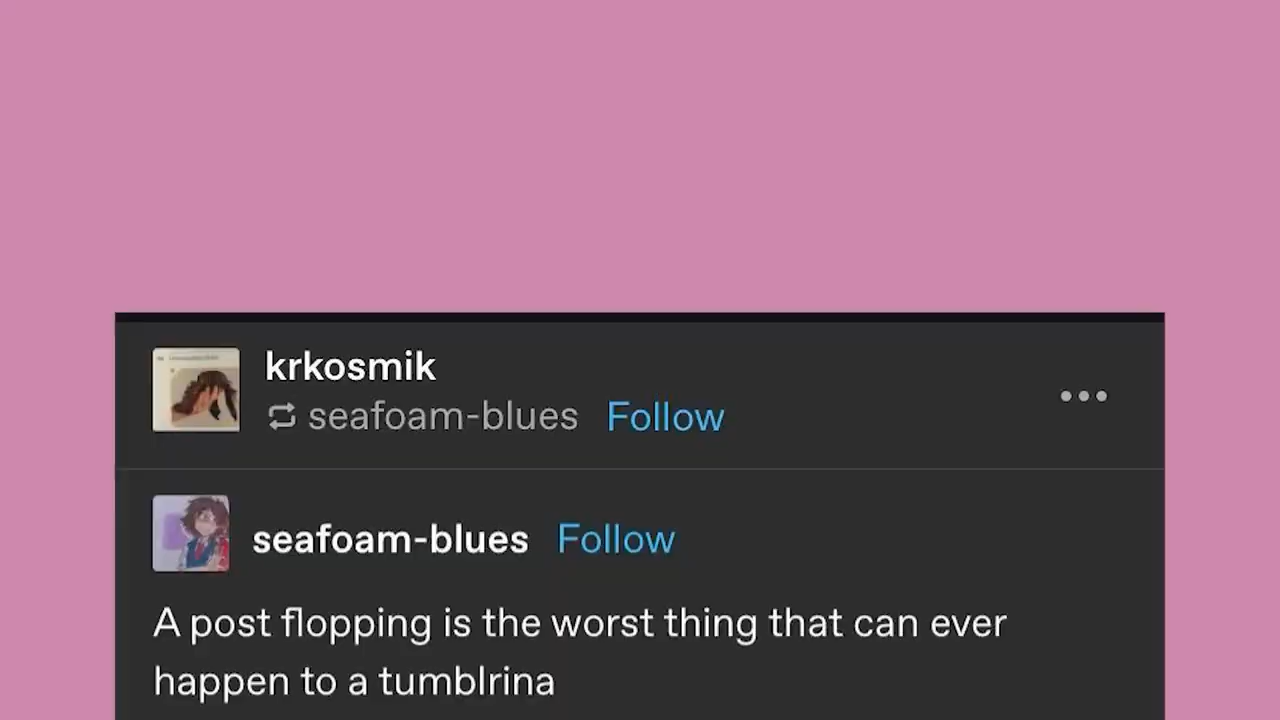 krkosmik
seafoam-blues Follow
seafoam-blues Follow
A post flopping is the worst thing that can ever
happen to a tumblrina